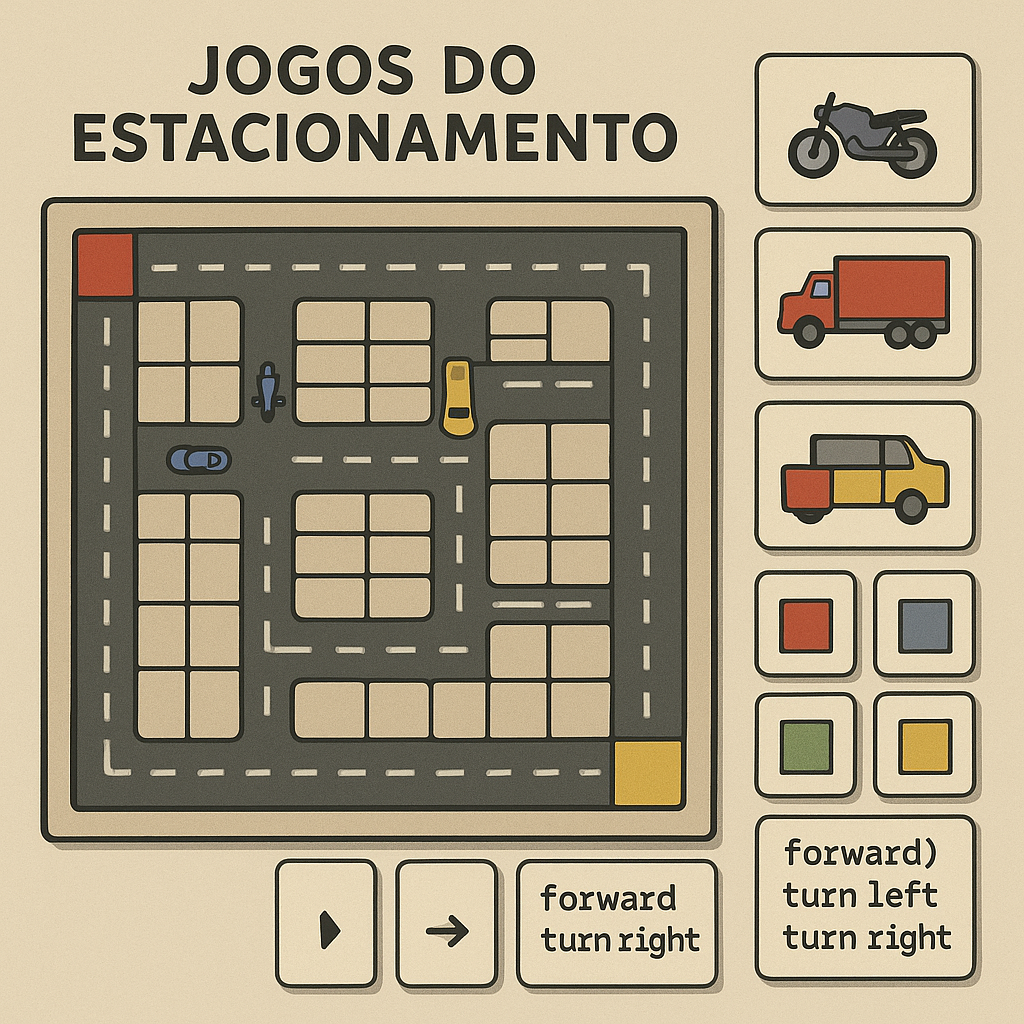 JOGOS DO
ESTACIONAMENTO
forward
turn right
forward)
turn left
turn right